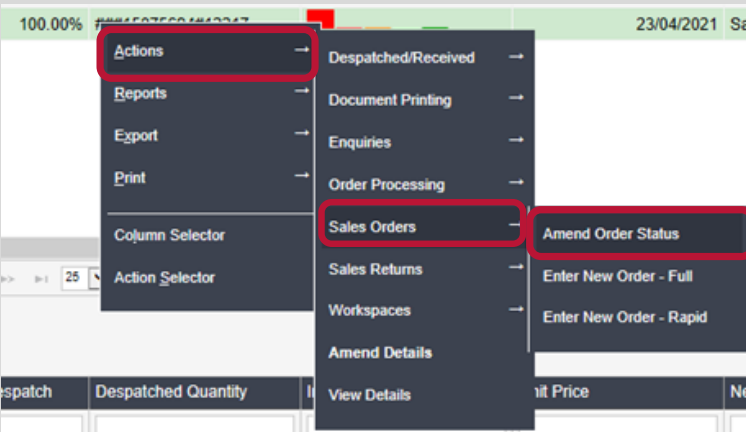 100.00%
23/04/2021
Actions
Reports
Export
Print
Column Selector
Action Selector
Despatched/Received
Document Printing
Enquiries
Order Processing
Sales Orders
Sales Returns
Workspaces
Amend Details
View Details
Amend Order Status
Enter New Order - Full
Enter New Order - Rapid
25
espatch
Despatched Quantity
nit Price